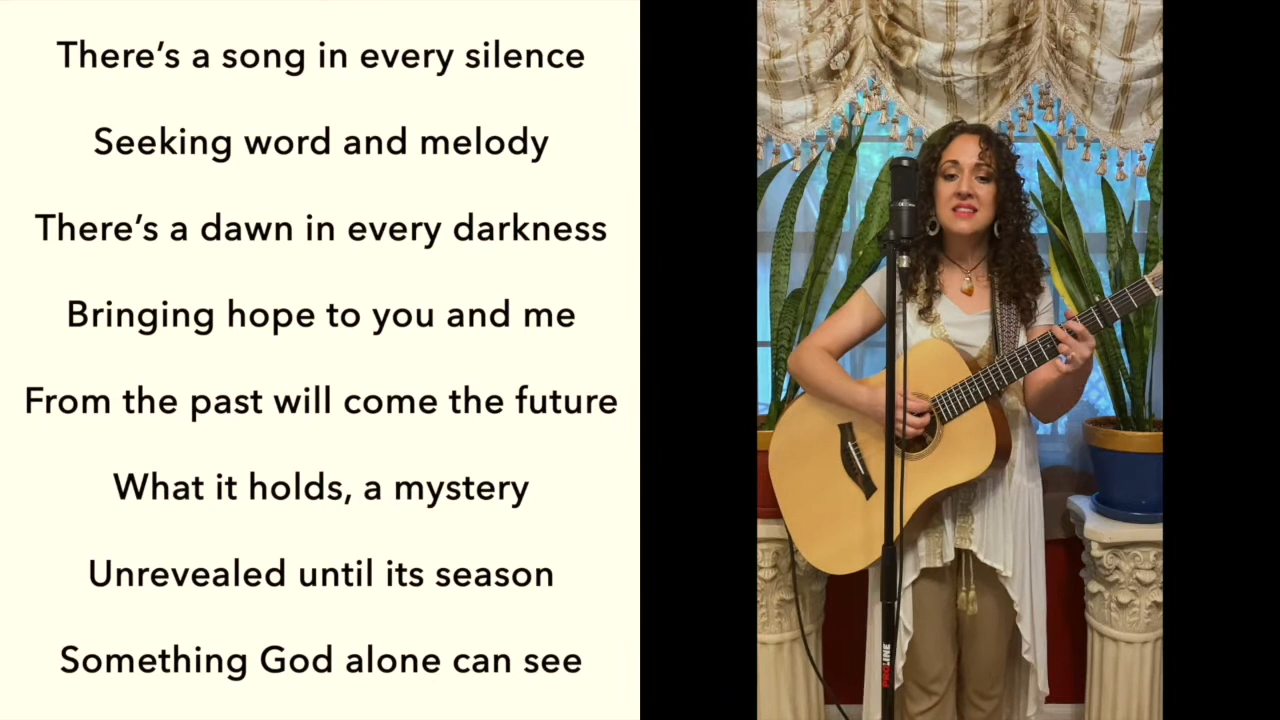 There's a song in every silence
Seeking word and melody
There's a dawn in every darkness
Bringing hope to you and me
From the past will come the future
What it holds, a mystery
Unrevealed until its season
Something God alone can see
PROLINE